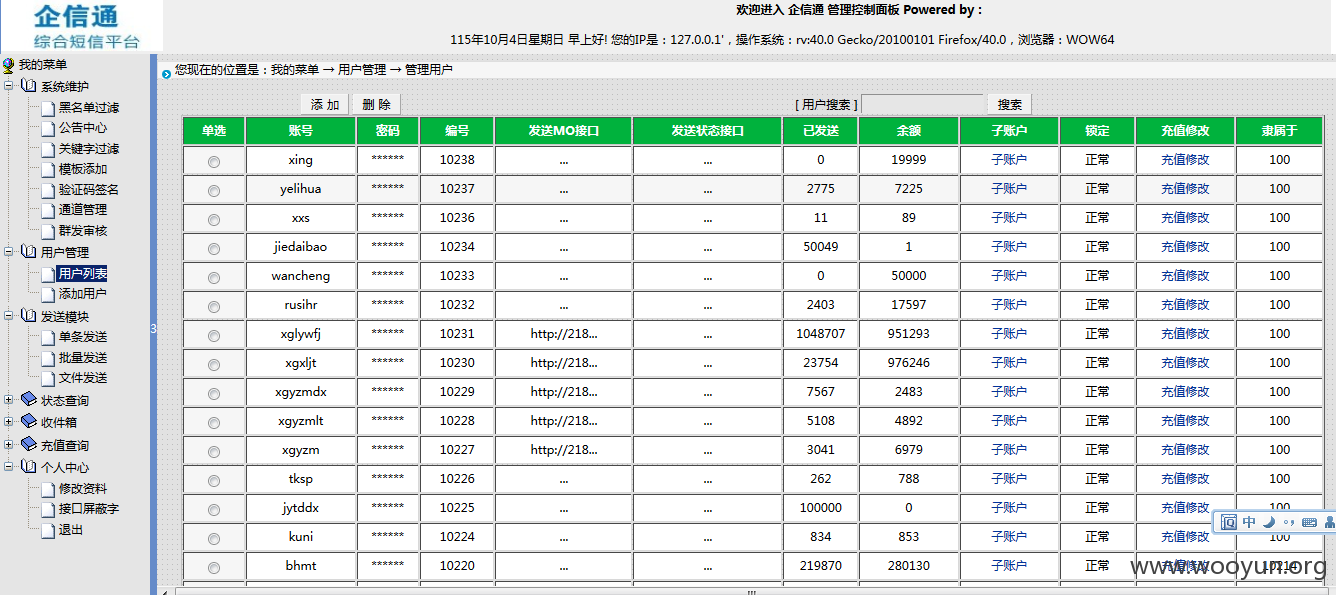 企信通
综合短信平台
欢迎进入 企信通 管理控制面板 Powered by：
115年10月4日星期日 早上好! 您的IP是：127.0.0.1'，操作系统：rv:40.0 Gecko/20100101 Firefox/40.0，浏览器：WOW64
我的菜单
系统维护
黑名单过滤
公告中心
关键字过滤
模板添加
验证码签名
通道管理
群发审核
用户管理
用户列表
添加用户
发送模块
单条发送
批量发送
文件发送
状态查询
收件箱
充值查询
个人中心
修改资料
接口屏蔽字
退出
3
您现在的位置是：我的菜单 → 用户管理 → 管理用户
添 加 删 除 [ 用户搜索 ] 搜索
单选 账号 密码 编号 发送MO接口 发送状态接口 已发送 余额 子账户 锁定 充值修改 隶属于
xing ****** 10238 ... ... 0 19999 子账户 正常 充值修改 100
yelihua ****** 10237 ... ... 2775 7225 子账户 正常 充值修改 100
xxs ****** 10236 ... ... 11 89 子账户 正常 充值修改 100
jiedaibao ****** 10234 ... ... 50049 1 子账户 正常 充值修改 100
wancheng ****** 10233 ... ... 0 50000 子账户 正常 充值修改 100
rusihr ****** 10232 ... ... 2403 17597 子账户 正常 充值修改 100
xglywfj ****** 10231 http://218... ... 1048707 951293 子账户 正常 充值修改 100
xgxljt ****** 10230 http://218... ... 23754 976246 子账户 正常 充值修改 100
xgyzmdx ****** 10229 http://218... ... 7567 2483 子账户 正常 充值修改 100
xgyzmlt ****** 10228 http://218... ... 5108 4892 子账户 正常 充值修改 100
xgyzm ****** 10227 http://218... ... 3041 6979 子账户 正常 充值修改 100
tksp ****** 10226 ... ... 262 788 子账户 正常 充值修改 100
jytddx ****** 10225 ... ... 100000 0 子账户 正常 充值修改 100
kuni ****** 10224 ... ... 834 853 子账户 正常 充值修改 100
bhmt ****** 10220 ... ... 219870 280130 子账户 正常 充值修改 10214
中
www.wooyun.org